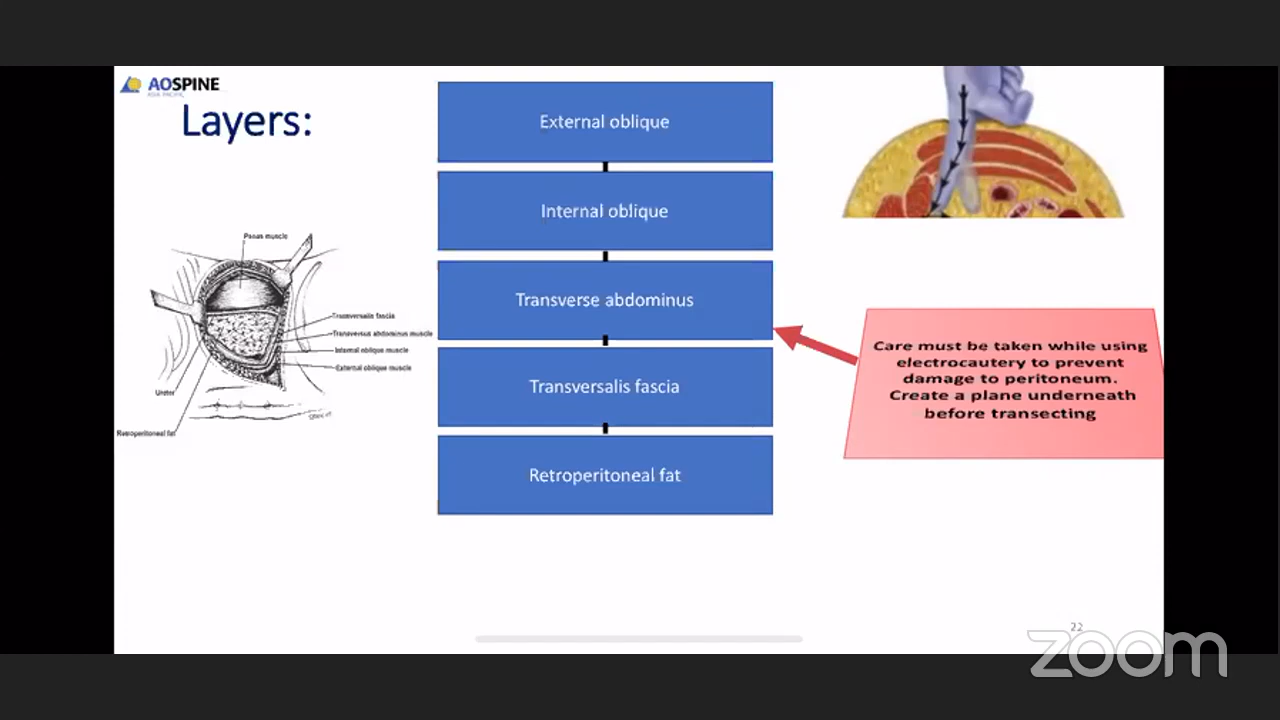 AOSPINE
ASIA PACIFIC
Layers:
External oblique
Internal oblique
Transverse abdominus
Transversalis fascia
Retroperitoneal fat
Psoas muscle
Transversalis fascia
Transversus abdominus muscle
Internal oblique muscle
External oblique muscle
Ureter
Retroperitoneal fat
Care must be taken while using
electrocautery to prevent
damage to peritoneum.
Create a plane underneath
before transecting
22
zoom